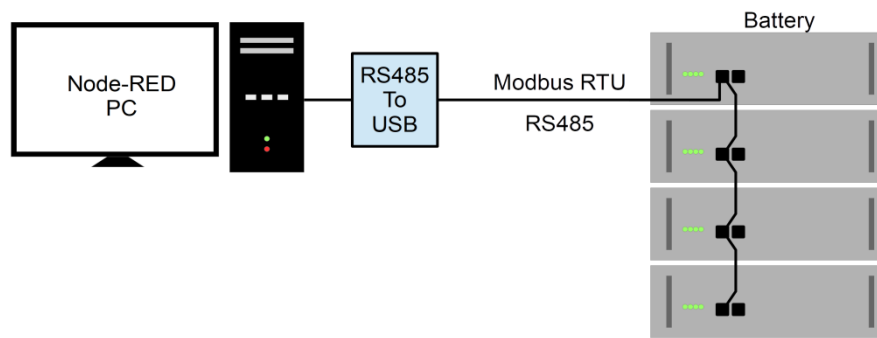 Battery
Node-RED
PC
RS485
To
USB
Modbus RTU
RS485